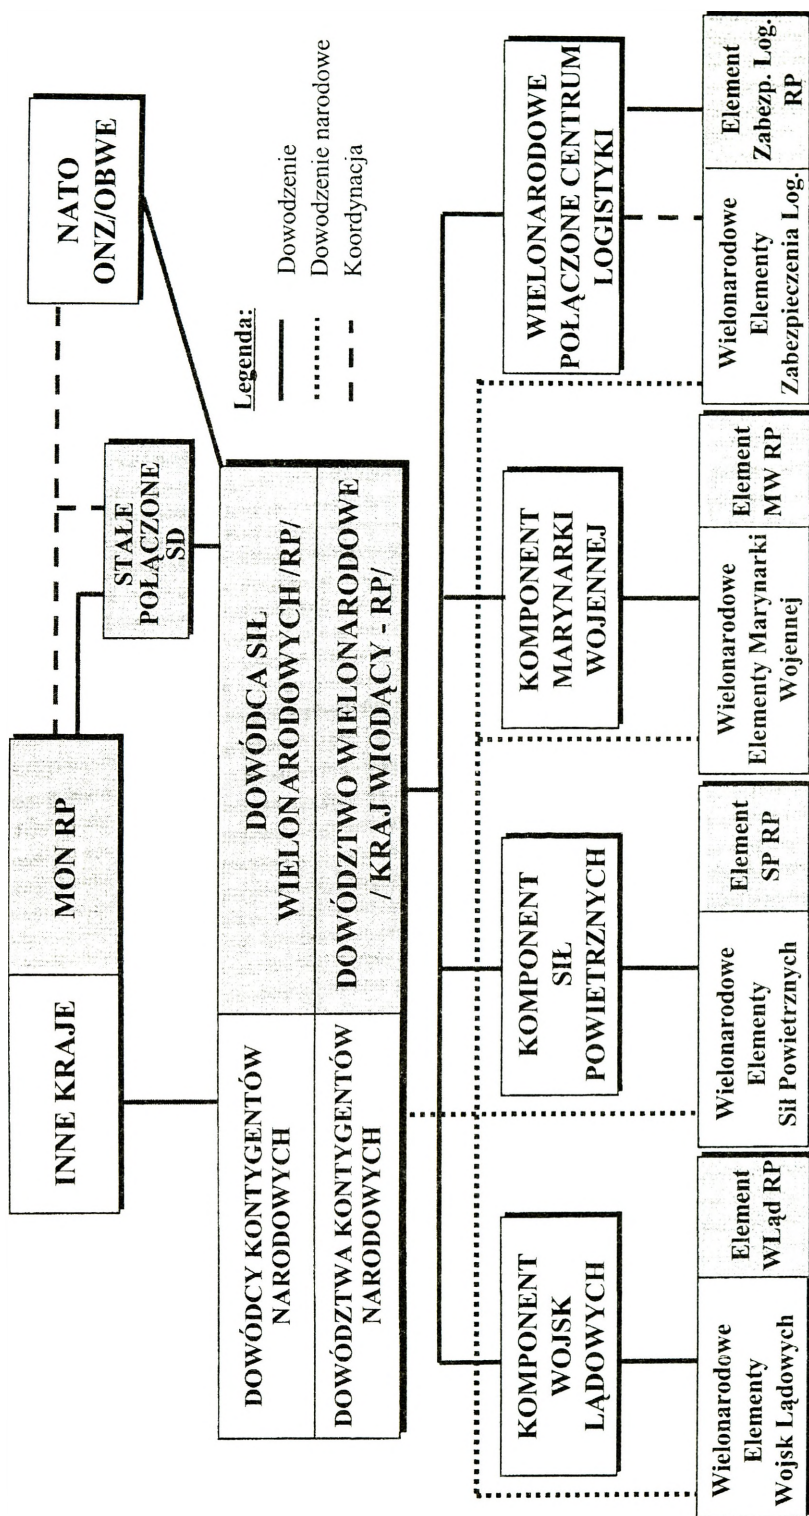 INNE KRAJE
MON RP
NATO
ONZ/OBWE
STAŁE
POŁĄCZONE
SD
Legenda:
Dowodzenie
Dowodzenie narodowe
Koordynacja
DOWÓDCY KONTYGENTÓW
NARODOWYCH
DOWÓDZTWA KONTYGENTÓW
NARODOWYCH
DOWÓDCA SIŁ
WIELONARODOWYCH /RP/
DOWÓDZTWO WIELONARODOWE
/ KRAJ WIODĄCY - RP/
KOMPONENT
WOJSK
LĄDOWYCH
KOMPONENT
SIŁ
POWIETRZNYCH
KOMPONENT
MARYNARKI
WOJENNEJ
WIELONARODOWE
POŁĄCZONE CENTRUM
LOGISTYKI
Wielonarodowe
Elementy
Wojsk Lądowych
Element
WLąd RP
Wielonarodowe
Elementy
Sił Powietrznych
Element
SP RP
Wielonarodowe
Elementy Marynarki
Wojennej
Element
MW RP
Wielonarodowe
Elementy
Zabezpieczenia Log.
Element
Zabezp. Log.
RP